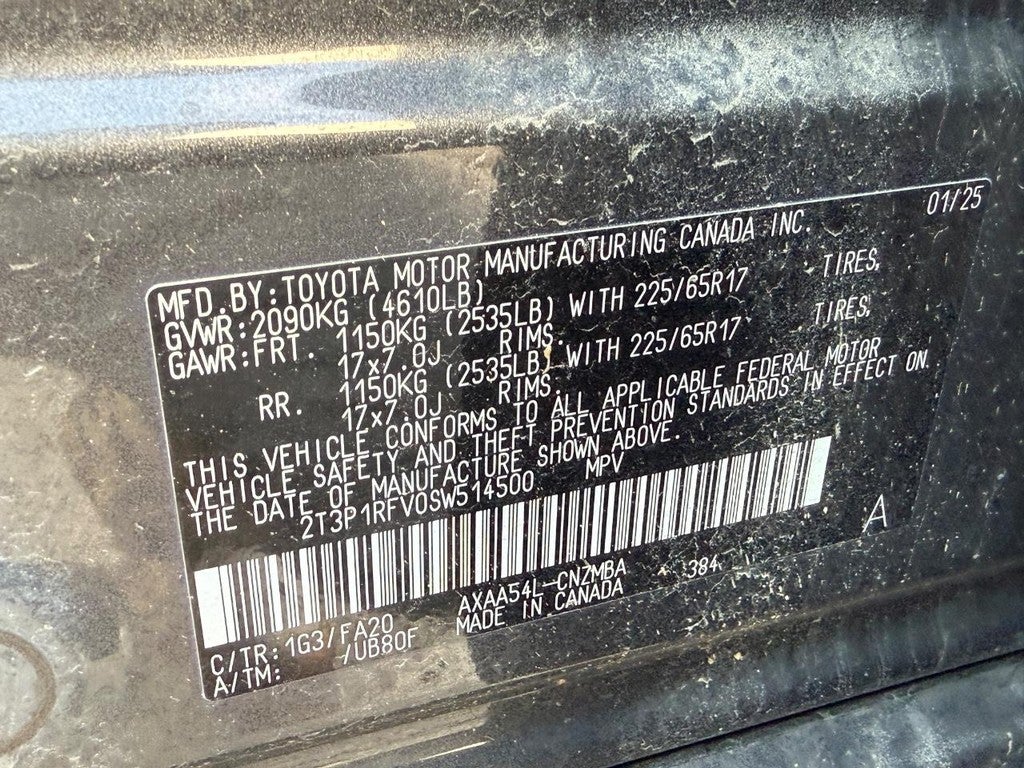 01/25
MFD.BY:TOYOTA MOTOR MANUFACTURING CANADA INC.
GVWR:2090KG (4610LB)
GAWR:FRT. 1150KG (2535LB) WITH 225/65R17 TIRES,
17x7.0J RIMS.
RR. 1150KG (2535LB) WITH 225/65R17 TIRES,
17x7.0J RIMS.
THIS VEHICLE CONFORMS TO ALL APPLICABLE FEDERAL MOTOR
VEHICLE SAFETY AND THEFT PREVENTION STANDARDS IN EFFECT ON
THE DATE OF MANUFACTURE SHOWN ABOVE.
2T3P1RFV0SW514500 MPV
A
C/TR:1G3/FA20 AXAA54L-CNZMBA 384
A/TM: /UB80F MADE IN CANADA